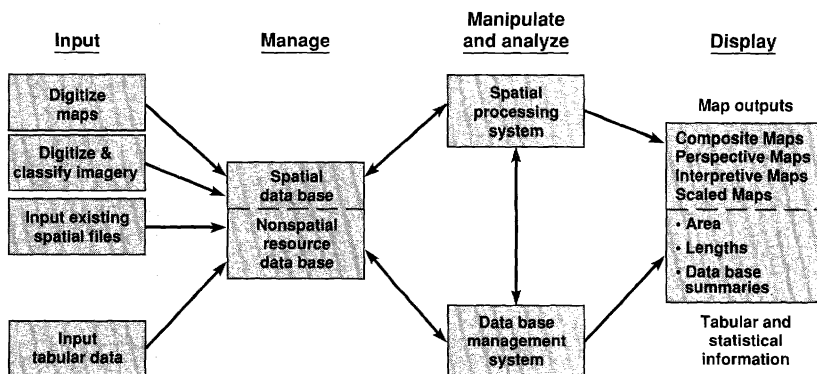 Input
Manage
Manipulate
and analyze
Display
Digitize
maps
Digitize &
classify imagery
Input existing
spatial files
Input
tabular data
Spatial
data base
Nonspatial
resource
data base
Spatial
processing
system
Data base
management
system
Map outputs
Composite Maps
Perspective Maps
Interpretive Maps
Scaled Maps
• Area
• Lengths
• Data base
summaries
Tabular and
statistical
information